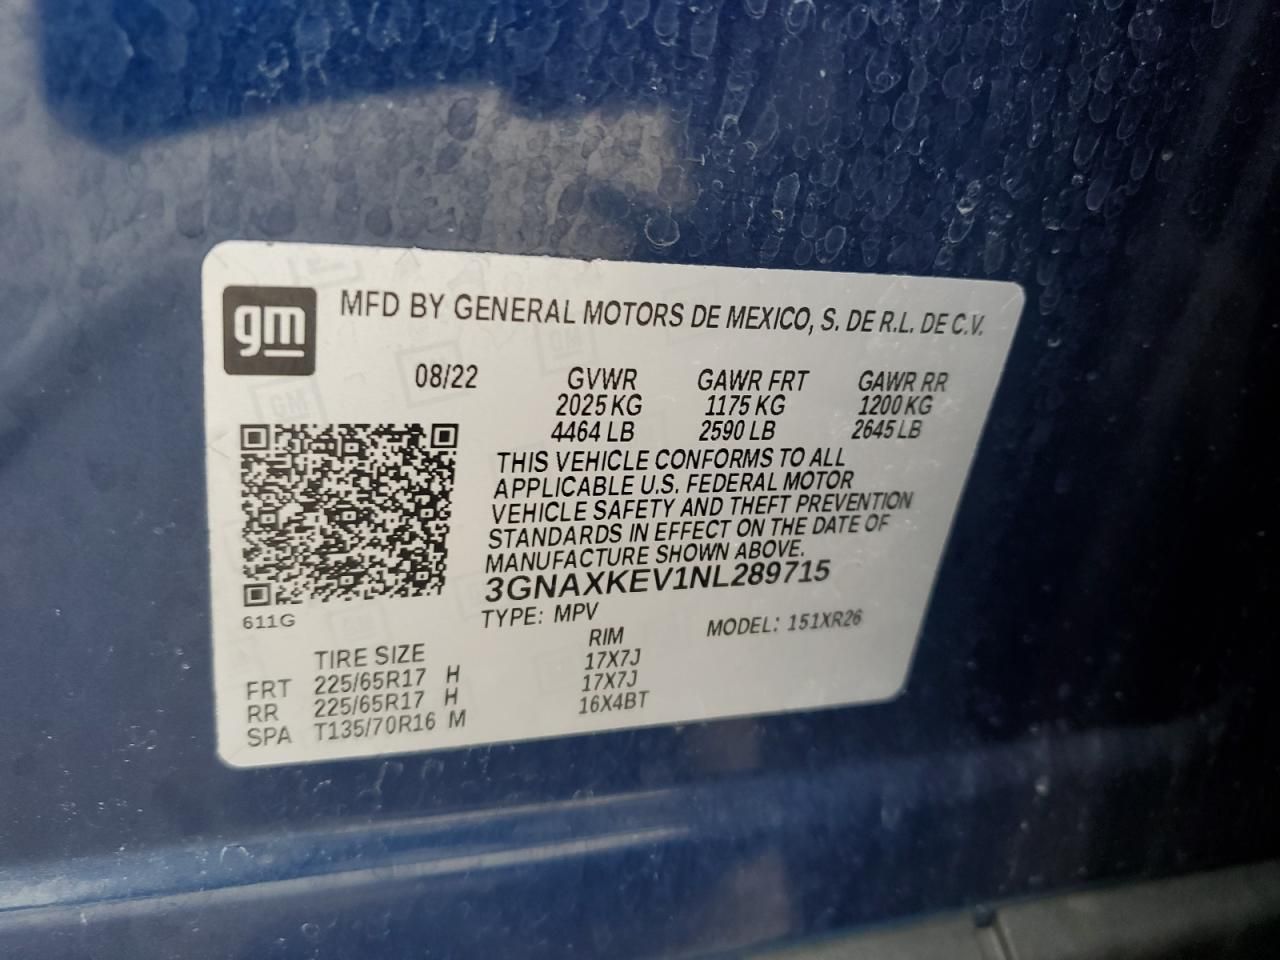 gm
MFD BY GENERAL MOTORS DE MEXICO, S. DE R.L. DE C.V.
08/22 GVWR GAWR FRT GAWR RR
2025 KG 1175 KG 1200 KG
4464 LB 2590 LB 2645 LB
THIS VEHICLE CONFORMS TO ALL
APPLICABLE U.S. FEDERAL MOTOR
VEHICLE SAFETY AND THEFT PREVENTION
STANDARDS IN EFFECT ON THE DATE OF
MANUFACTURE SHOWN ABOVE.
3GNAXKEV1NL289715
611G
TYPE: MPV MODEL: 151XR26
TIRE SIZE RIM
FRT 225/65R17 H 17X7J
RR 225/65R17 H 17X7J
SPA T135/70R16 M 16X4BT